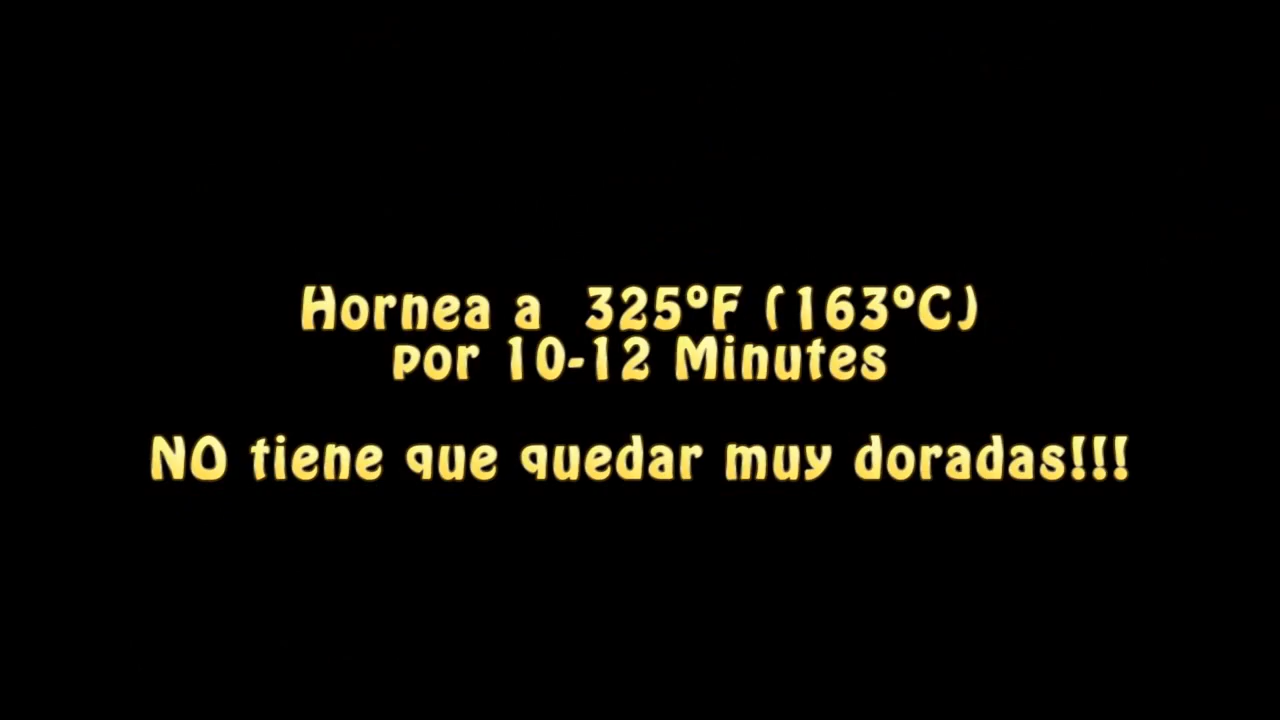 Hornea a  325ºF (163ºC)
por 10-12 Minutes
NO tiene que quedar muy doradas!!!